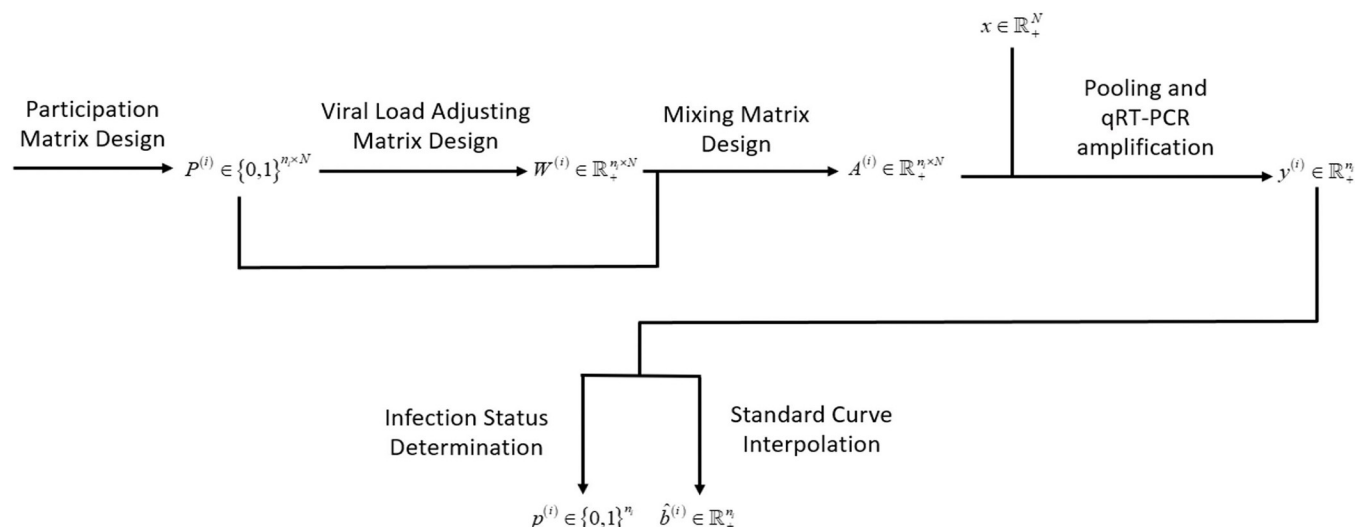 x ∈ ℝ₊ᴺ
Participation
Matrix Design
Viral Load Adjusting
Matrix Design
Mixing Matrix
Design
Pooling and
qRT-PCR
amplification
P⁽ⁱ⁾ ∈ {0,1}^{n_i×N}
W⁽ⁱ⁾ ∈ ℝ₊^{n_i×N}
A⁽ⁱ⁾ ∈ ℝ₊^{n_i×N}
y⁽ⁱ⁾ ∈ ℝ₊^{n_i}
Infection Status
Determination
Standard Curve
Interpolation
p⁽ⁱ⁾ ∈ {0,1}^{n_i}
b̂⁽ⁱ⁾ ∈ ℝ₊^{n_i}